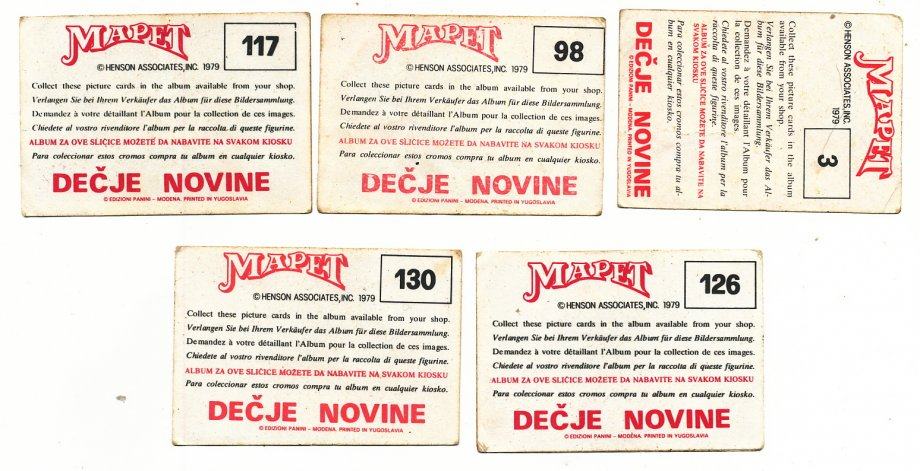 MAPET
117
© HENSON ASSOCIATES, INC. 1979
Collect these picture cards in the album available from your shop.
Verlangen Sie bei Ihrem Verkäufer das Album für diese Bildersammlung.
Demandez à votre détaillant l'Album pour la collection de ces images.
Chiedete al vostro rivenditore l'album per la raccolta di queste figurine.
ALBUM ZA OVE SLIČICE MOŽETE DA NABAVITE NA SVAKOM KIOSKU
Para coleccionar estos cromos compra tu album en cualquier kiosko.
DEČJE NOVINE
© EDIZIONI PANINI – MODENA. PRINTED IN YUGOSLAVIA
MAPET
98
© HENSON ASSOCIATES, INC. 1979
Collect these picture cards in the album available from your shop.
Verlangen Sie bei Ihrem Verkäufer das Album für diese Bildersammlung.
Demandez à votre détaillant l'Album pour la collection de ces images.
Chiedete al vostro rivenditore l'album per la raccolta di queste figurine.
ALBUM ZA OVE SLIČICE MOŽETE DA NABAVITE NA SVAKOM KIOSKU
Para coleccionar estos cromos compra tu album en cualquier kiosko.
DEČJE NOVINE
© EDIZIONI PANINI – MODENA. PRINTED IN YUGOSLAVIA
MAPET
3
© HENSON ASSOCIATES, INC.
1979
Collect these picture cards in the album
available from your shop
Verlangen Sie bei Ihrem Verkäufer das Al-
bum für diese Bildersammlung.
Demandez à votre détaillant l'Album pour
la collection de ces images
Chiedete al vostro rivenditore l'album per la
raccolta di queste figurine.
ALBUM ZA OVE SLIČICE MOŽETE DA NABAVITE NA
SVAKOM KIOSKU
Para coleccionar estos cromos compra tu al-
bum en cualquier kiosko.
DEČJE NOVINE
© EDIZIONI PANINI – MODENA. PRINTED IN YUGOSLAVIA
MAPET
130
© HENSON ASSOCIATES, INC. 1979
Collect these picture cards in the album available from your shop.
Verlangen Sie bei Ihrem Verkäufer das Album für diese Bildersammlung.
Demandez à votre détaillant l'Album pour la collection de ces images.
Chiedete al vostro rivenditore l'album per la raccolta di queste figurine.
ALBUM ZA OVE SLIČICE MOŽETE DA NABAVITE NA SVAKOM KIOSKU
Para coleccionar estos cromos compra tu album en cualquier kiosko.
DEČJE NOVINE
© EDIZIONI PANINI – MODENA. PRINTED IN YUGOSLAVIA
MAPET
126
© HENSON ASSOCIATES, INC. 1979
Collect these picture cards in the album available from your shop.
Verlangen Sie bei Ihrem Verkäufer das Album für diese Bildersammlung.
Demandez à votre détaillant l'Album pour la collection de ces images.
Chiedete al vostro rivenditore l'album per la raccolta di queste figurine.
ALBUM ZA OVE SLIČICE MOŽETE DA NABAVITE NA SVAKOM KIOSKU
Para coleccionar estos cromos compra tu album en cualquier kiosko.
DEČJE NOVINE
© EDIZIONI PANINI – MODENA. PRINTED IN YUGOSLAVIA